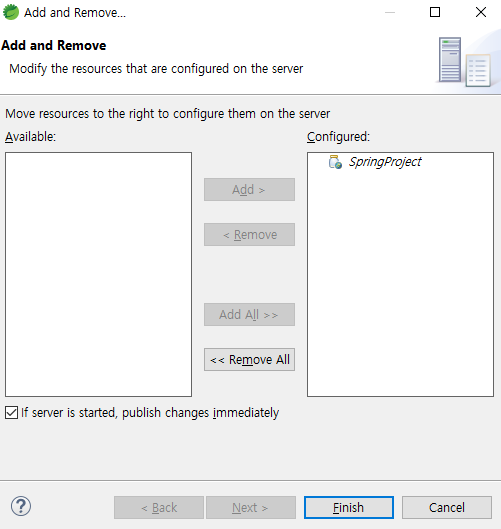 Add and Remove...
Add and Remove
Modify the resources that are configured on the server
Move resources to the right to configure them on the server
Available:
Configured:
SpringProject
Add >
< Remove
Add All >>
<< Remove All
If server is started, publish changes immediately
?
< Back
Next >
Finish
Cancel